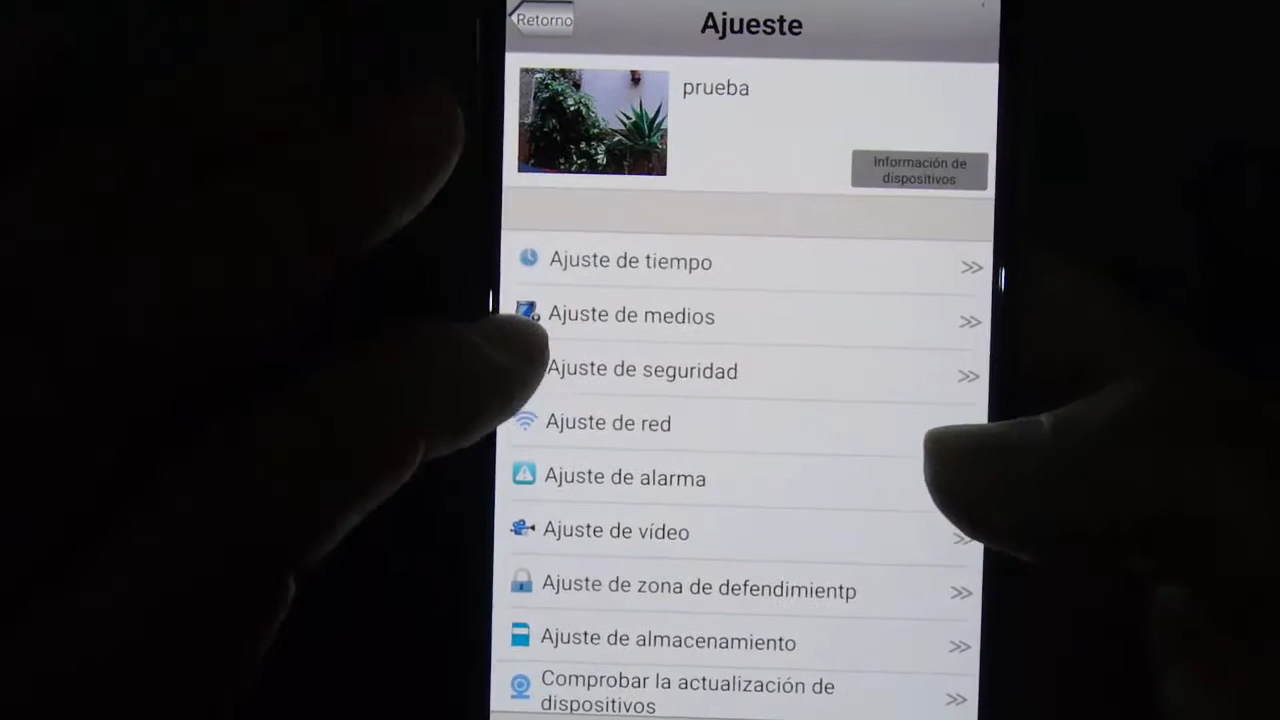 Retorno
Ajueste
prueba
Información de
dispositivos
Ajuste de tiempo
Ajuste de medios
Ajuste de seguridad
Ajuste de red
Ajuste de alarma
Ajuste de vídeo
Ajuste de zona de defendimientp
Ajuste de almacenamiento
Comprobar la actualización de
dispositivos